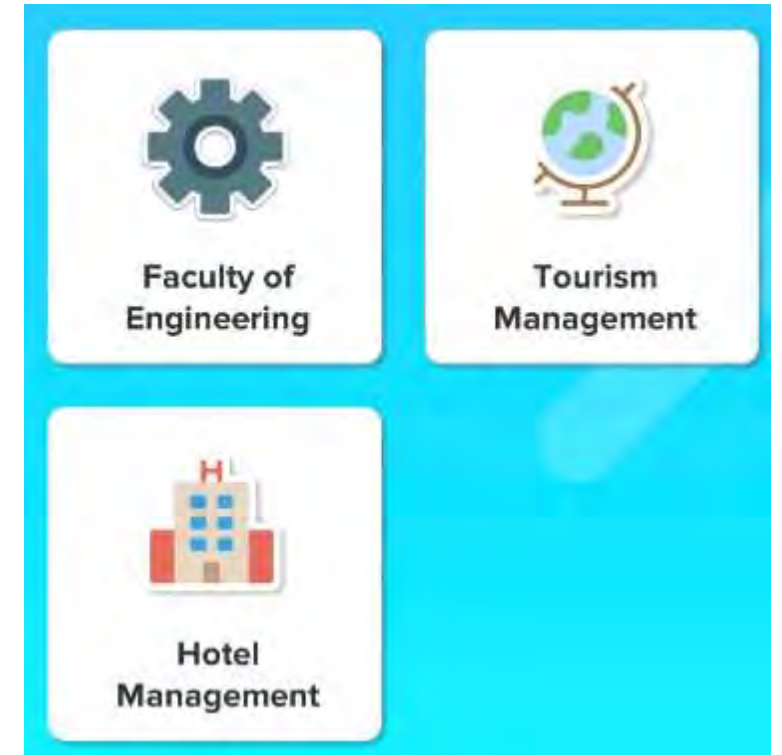 Faculty of
Engineering
Tourism
Management
H
Hotel
Management